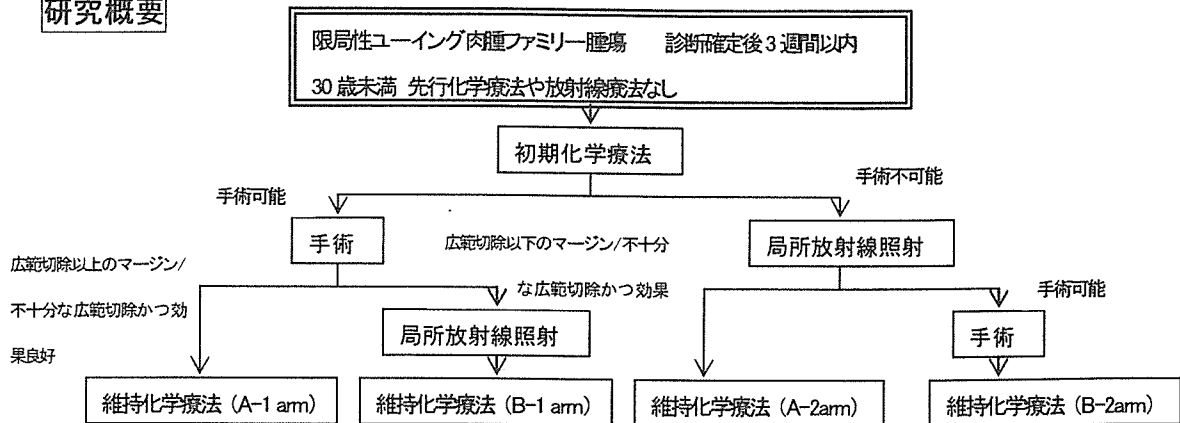 研究概要
限局性ユーイング肉腫ファミリー腫瘍 診断確定後3週間以内
30歳未満 先行化学療法や放射線療法なし
初期化学療法
手術可能
手術不可能
手術
広範切除以下のマージン/不十分
な広範切除かつ効果
局所放射線照射
広範切除以上のマージン/
不十分な広範切除かつ効
果良好
局所放射線照射
手術可能
手術
維持化学療法 (A-1 arm)
維持化学療法 (B-1 arm)
維持化学療法 (A-2arm)
維持化学療法 (B-2arm)